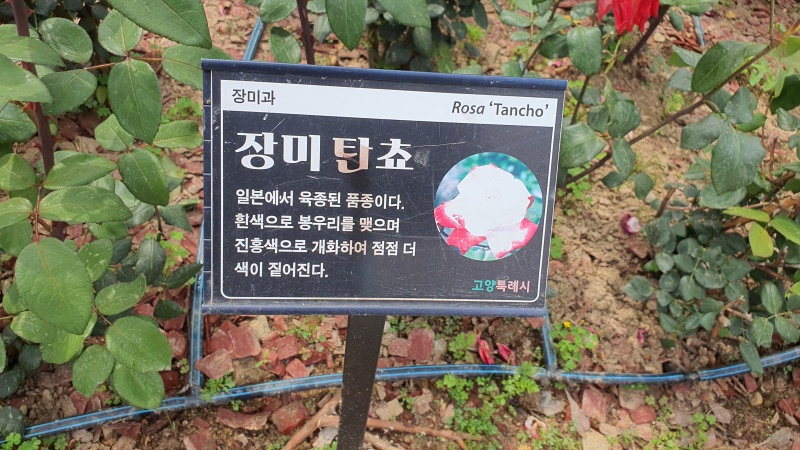 장미과
Rosa ‘Tancho’
장미 탄쵸
일본에서 육종된 품종이다.
흰색으로 봉우리를 맺으며
진홍색으로 개화하여 점점 더
색이 짙어진다.
고양특례시